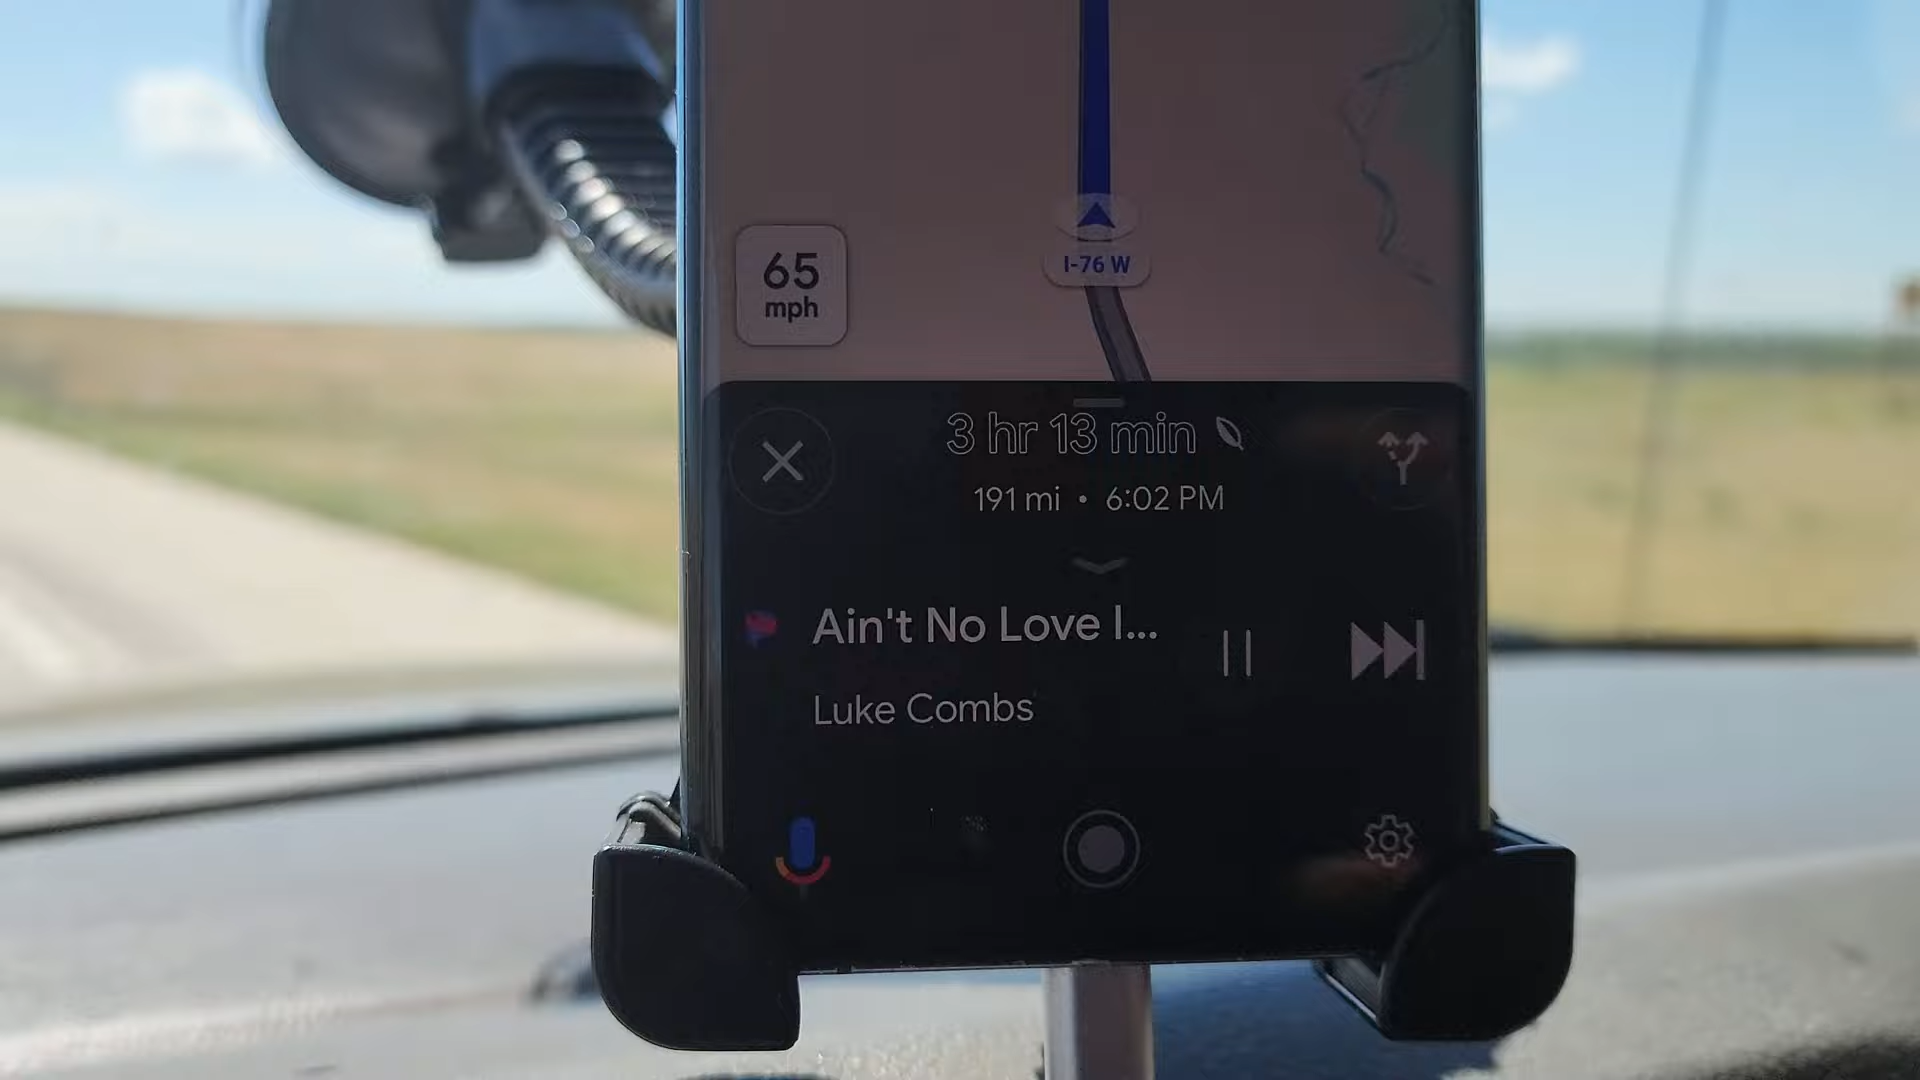 65
mph
I-76 W
3 hr 13 min
191 mi • 6:02 PM
Ain't No Love I...
Luke Combs